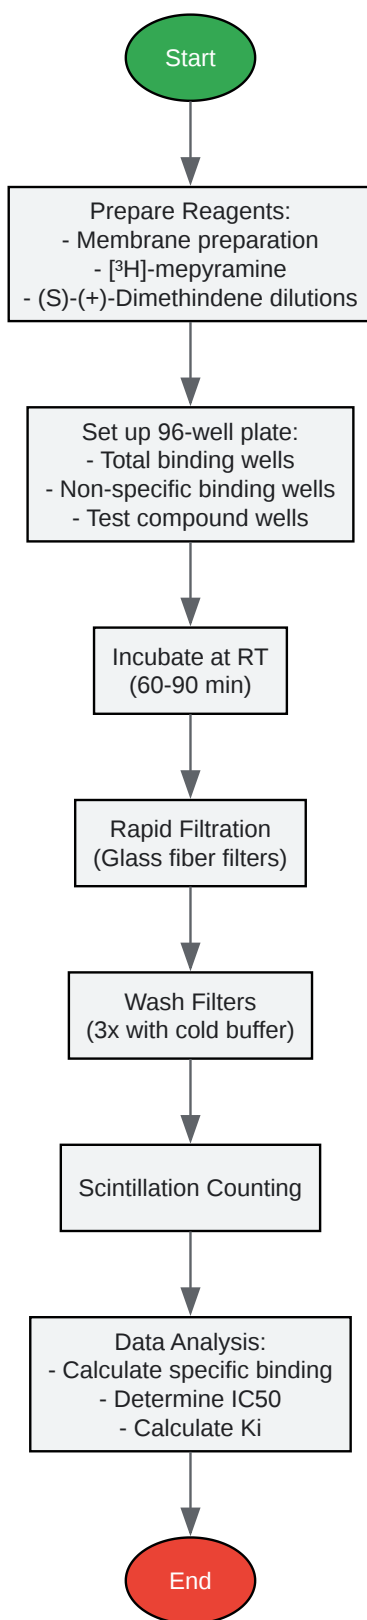 Start
Prepare Reagents:
- Membrane preparation
- [³H]-mepyramine
- (S)-(+)-Dimethindene dilutions
Set up 96-well plate:
- Total binding wells
- Non-specific binding wells
- Test compound wells
Incubate at RT
(60-90 min)
Rapid Filtration
(Glass fiber filters)
Wash Filters
(3x with cold buffer)
Scintillation Counting
Data Analysis:
- Calculate specific binding
- Determine IC50
- Calculate Ki
End